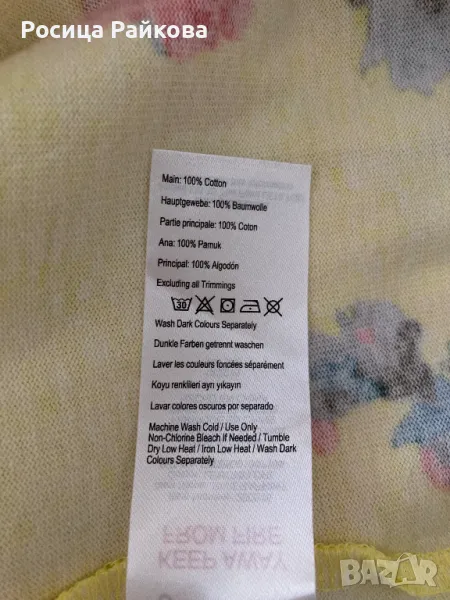 Росица Райкова
Main: 100% Cotton
Hauptgewebe: 100% Baumwolle
Partie principale: 100% Coton
Ana: 100% Pamuk
Principal: 100% Algodón
Excluding all Trimmings
30
Wash Dark Colours Separately
Dunkle Farben getrennt waschen
Laver les couleurs foncées séparément
Koyu renklileri ayrı yıkayın
Lavar colores oscuros por separado
Machine Wash Cold / Use Only
Non-Chlorine Bleach If Needed / Tumble
Dry Low Heat / Iron Low Heat / Wash Dark
Colours Separately
KEEP AWAY
FROM FIRE
BAZAR